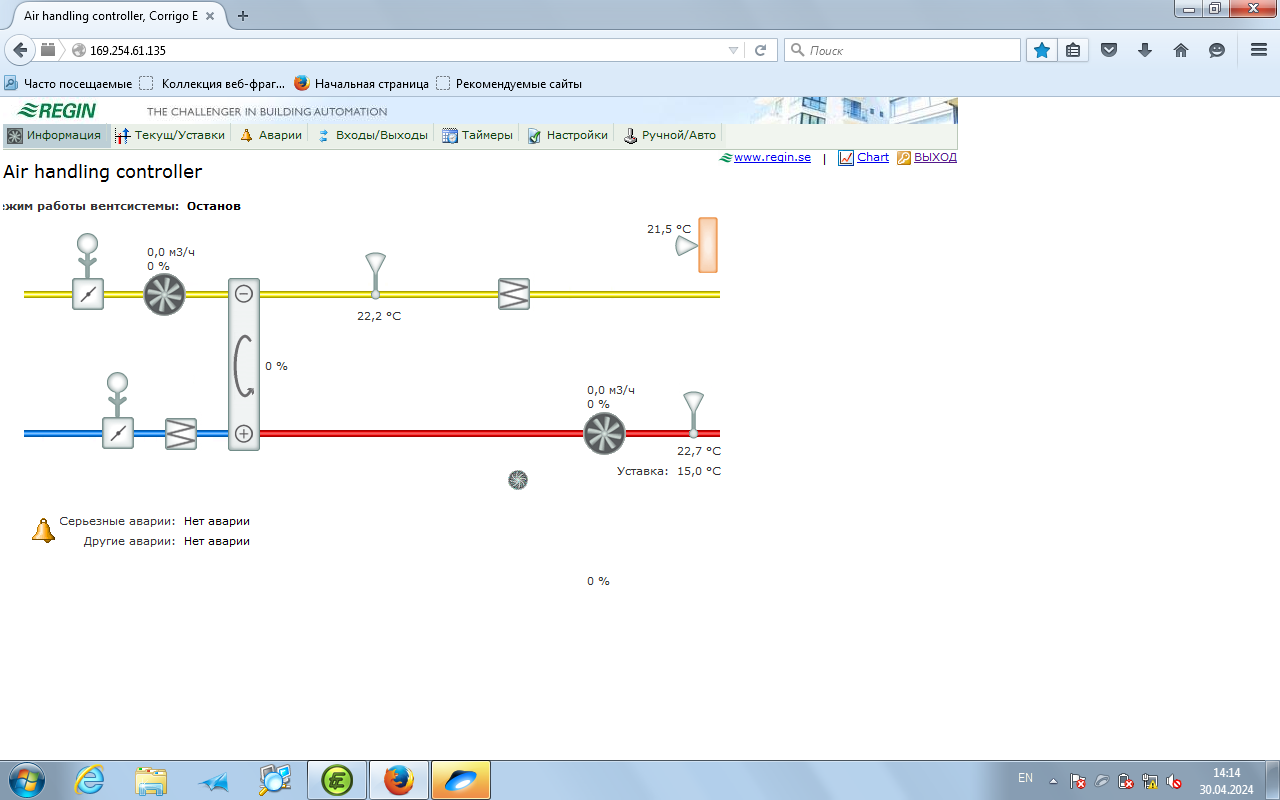 Air handling controller, Corrigo E
169.254.61.135
Поиск
Часто посещаемые
Коллекция веб-фраг...
Начальная страница
Рекомендуемые сайты
REGIN
THE CHALLENGER IN BUILDING AUTOMATION
Информация
Текущ/Уставки
Аварии
Входы/Выходы
Таймеры
Настройки
Ручной/Авто
www.regin.se | Chart ВЫХОД
Air handling controller
ежим работы вентсистемы: Останов
21,5 °C
0,0 м3/ч
0 %
22,2 °C
0 %
0,0 м3/ч
0 %
22,7 °C
Уставка: 15,0 °C
Серьезные аварии: Нет аварии
Другие аварии: Нет аварии
0 %
EN
14:14
30.04.2024